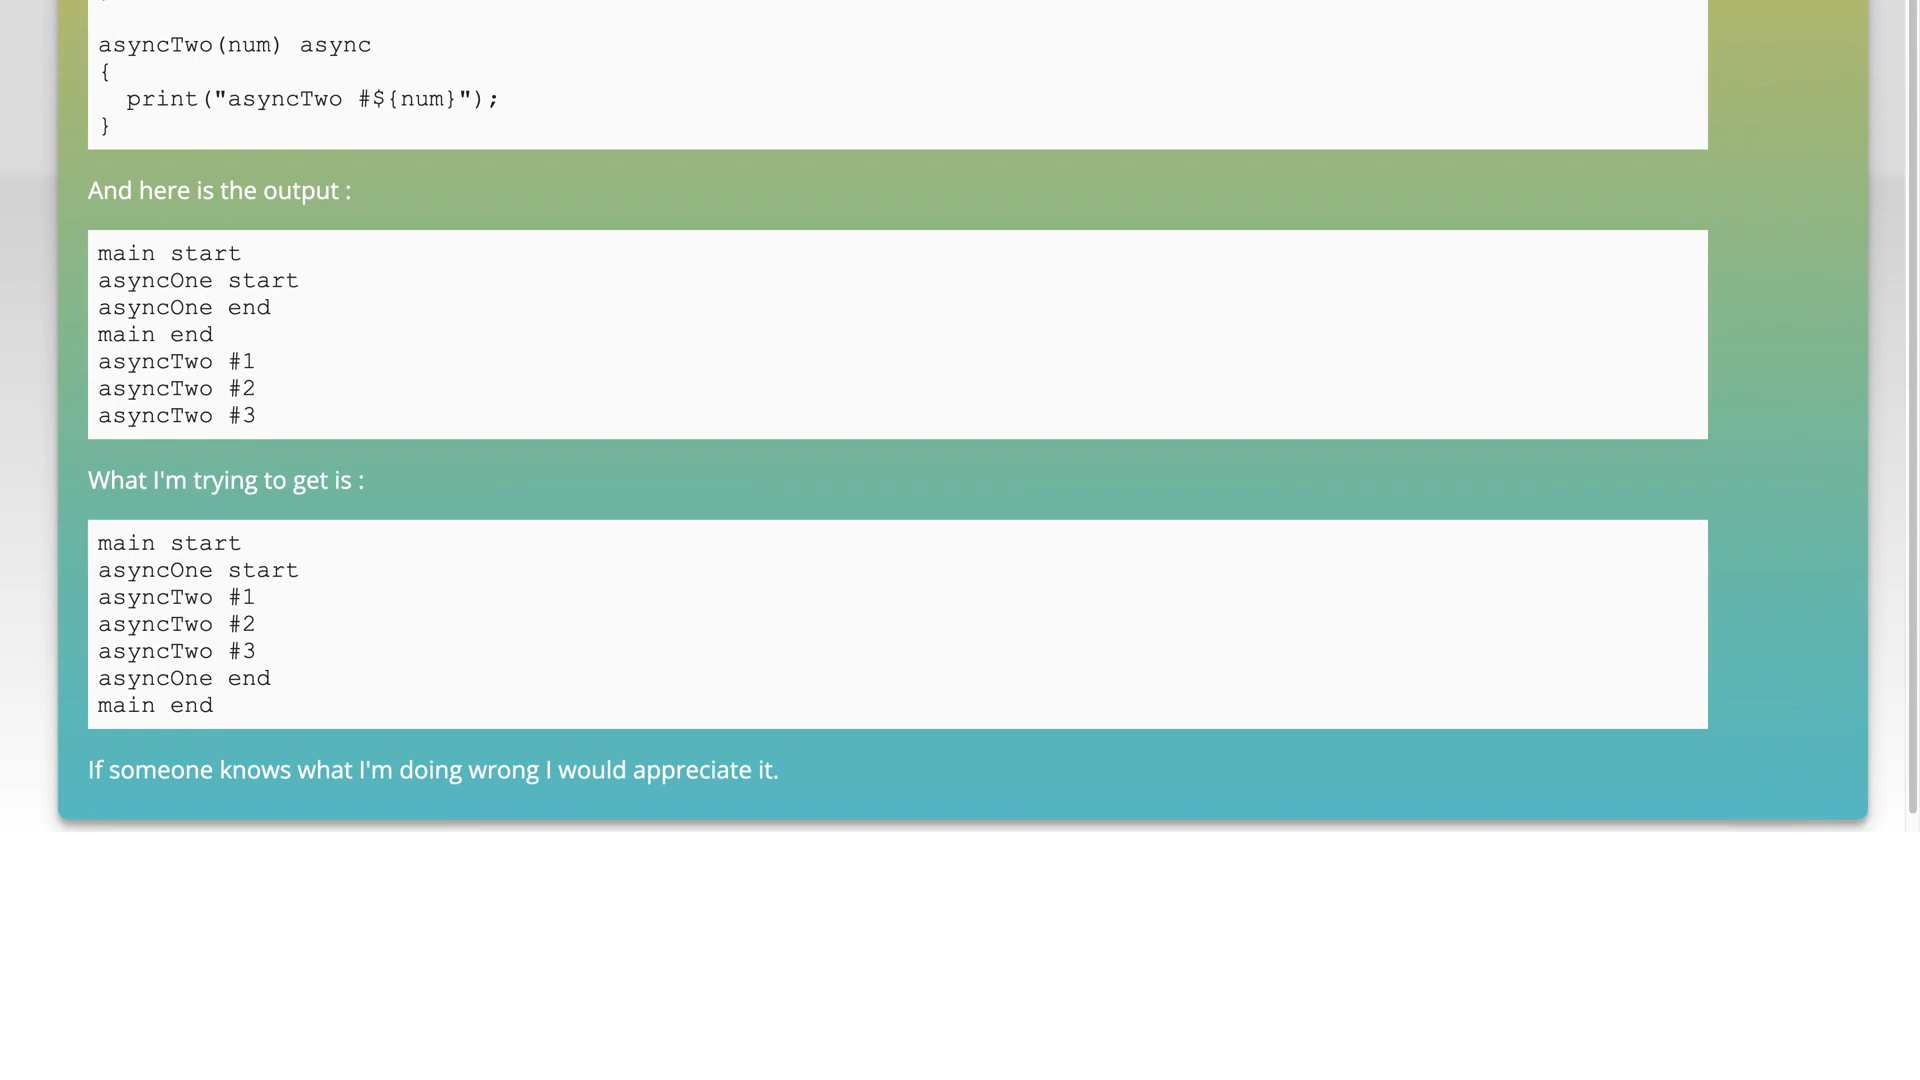 asyncTwo(num) async
{
  print("asyncTwo #${num}");
}
And here is the output :
main start
asyncOne start
asyncOne end
main end
asyncTwo #1
asyncTwo #2
asyncTwo #3
What I'm trying to get is :
main start
asyncOne start
asyncTwo #1
asyncTwo #2
asyncTwo #3
asyncOne end
main end
If someone knows what I'm doing wrong I would appreciate it.